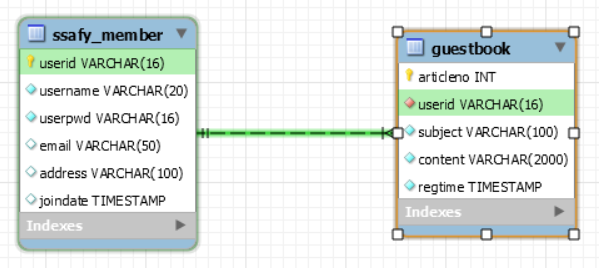 ssafy_member
userid VARCHAR(16)
username VARCHAR(20)
userpwd VARCHAR(16)
email VARCHAR(50)
address VARCHAR(100)
joindate TIMESTAMP
Indexes
guestbook
articleno INT
userid VARCHAR(16)
subject VARCHAR(100)
content VARCHAR(2000)
regtime TIMESTAMP
Indexes